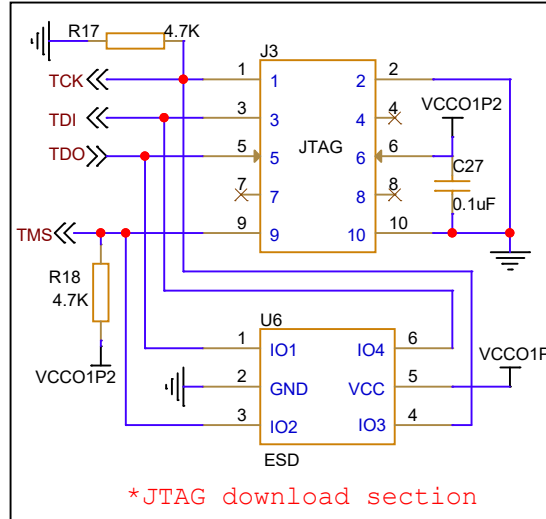 R17 4.7K
J3
TCK 1 1 2 2
TDI 3 3 4 VCCO1P2
TDO 5 5 JTAG 6 6
C27
7 7 8 8 0.1uF
TMS 9 9 10 10
R18
4.7K
U6
1 IO1 IO4 6
VCCO1P2 2 GND VCC 5 VCCO1P
3 IO2 IO3 4
ESD
*JTAG download section